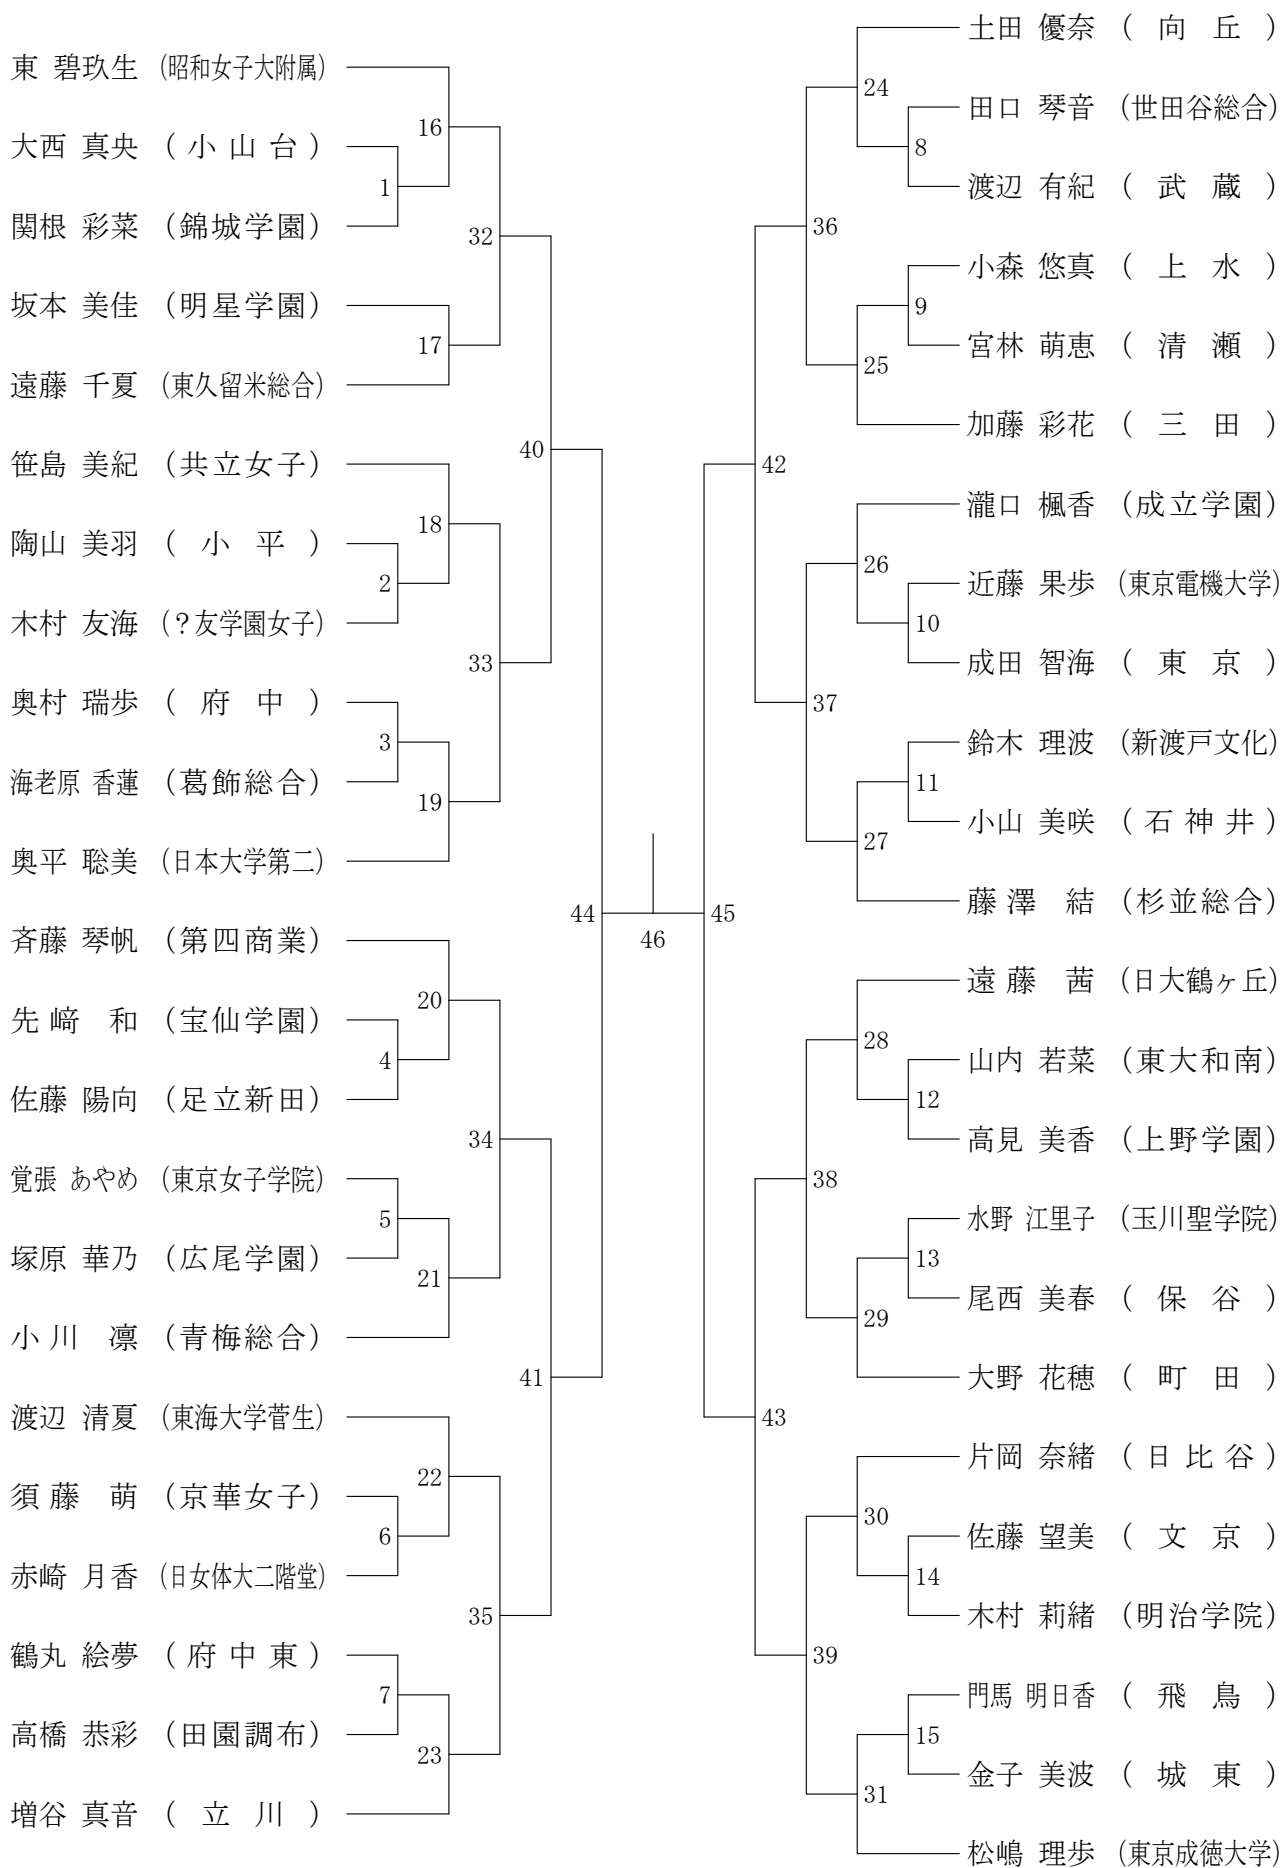 東 碧玖生 (昭和女子大附属)
16
大西 真央 (小山台)
1
関根 彩菜 (錦城学園)
32
坂本 美佳 (明星学園)
17
遠藤 千夏 (東久留米総合)
40
笹島 美紀 (共立女子)
18
陶山 美羽 (小平)
2
木村 友海 (?友学園女子)
33
奥村 瑞歩 (府中)
3
海老原 香蓮 (葛飾総合)
19
奥平 聡美 (日本大学第二)
44
斉藤 琴帆 (第四商業)
20
先﨑 和 (宝仙学園)
4
佐藤 陽向 (足立新田)
34
覚張 あやめ (東京女子学院)
5
塚原 華乃 (広尾学園)
21
小川 凛 (青梅総合)
41
渡辺 清夏 (東海大学菅生)
22
須藤 萌 (京華女子)
6
赤崎 月香 (日女体大二階堂)
35
鶴丸 絵夢 (府中東)
7
高橋 恭彩 (田園調布)
23
増谷 真音 (立川)
46
土田 優奈 (向丘)
24
田口 琴音 (世田谷総合)
8
渡辺 有紀 (武蔵)
36
小森 悠真 (上水)
9
宮林 萌恵 (清瀬)
25
加藤 彩花 (三田)
42
瀧口 楓香 (成立学園)
26
近藤 果歩 (東京電機大学)
10
成田 智海 (東京)
37
鈴木 理波 (新渡戸文化)
11
小山 美咲 (石神井)
27
藤澤 結 (杉並総合)
45
遠藤 茜 (日大鶴ヶ丘)
28
山内 若菜 (東大和南)
12
高見 美香 (上野学園)
38
水野 江里子 (玉川聖学院)
13
尾西 美春 (保谷)
29
大野 花穂 (町田)
43
片岡 奈緒 (日比谷)
30
佐藤 望美 (文京)
14
木村 莉緒 (明治学院)
39
門馬 明日香 (飛鳥)
15
金子 美波 (城東)
31
松嶋 理歩 (東京成徳大学)